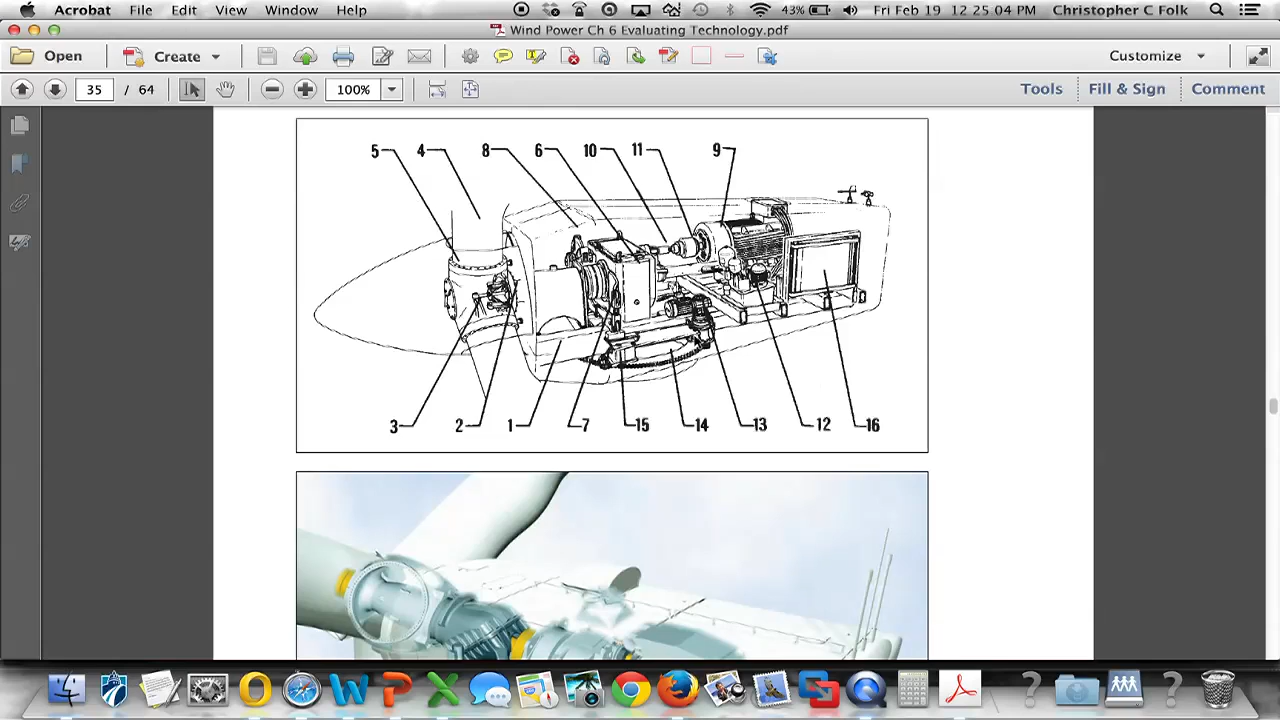 Acrobat File Edit View Window Help 43% Fri Feb 19 12:25:04 PM Christopher C Folk
Wind Power Ch 6 Evaluating Technology.pdf
Open Create Customize
35 / 64 100% Tools Fill & Sign Comment
5 4 8 6 10 11 9
3 2 1 7 15 14 13 12 16